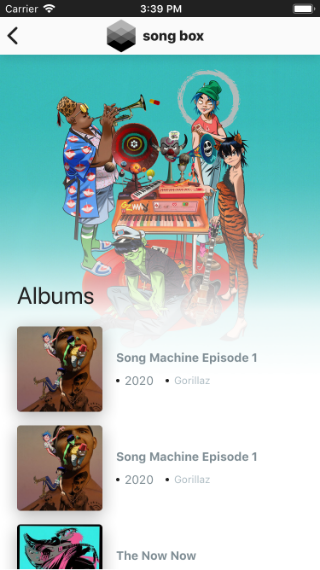 Carrier 3:39 PM
song box
Albums
Song Machine Episode 1
• 2020 • Gorillaz
Song Machine Episode 1
• 2020 • Gorillaz
The Now Now